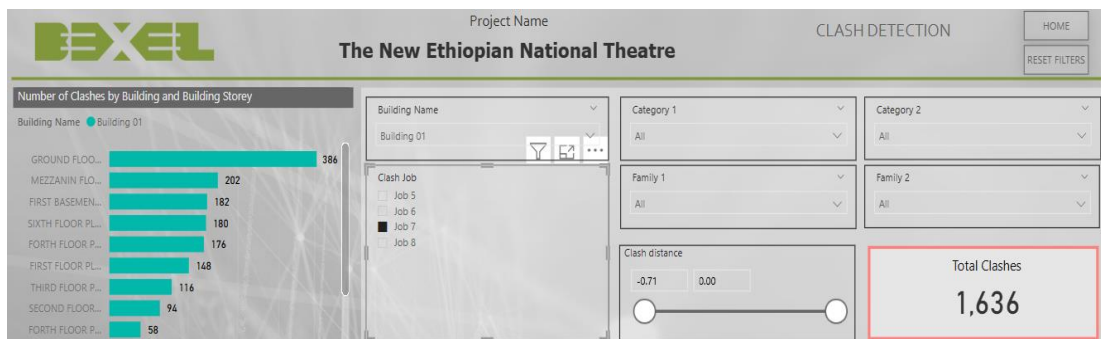 BEXEL
Project Name
The New Ethiopian National Theatre
CLASH DETECTION
HOME
RESET FILTERS
Number of Clashes by Building and Building Storey
Building Name Building 01
GROUND FLOO... 386
MEZZANIN FLO... 202
FIRST BASEMEN... 182
SIXTH FLOOR PL... 180
FORTH FLOOR P... 176
FIRST FLOOR PL... 148
THIRD FLOOR P... 116
SECOND FLOOR... 94
FORTH FLOOR P... 58
Building Name
Building 01
Clash Job
Job 5
Job 6
Job 7
Job 8
Category 1
All
Category 2
All
Family 1
All
Family 2
All
Clash distance
-0.71 0.00
Total Clashes
1,636